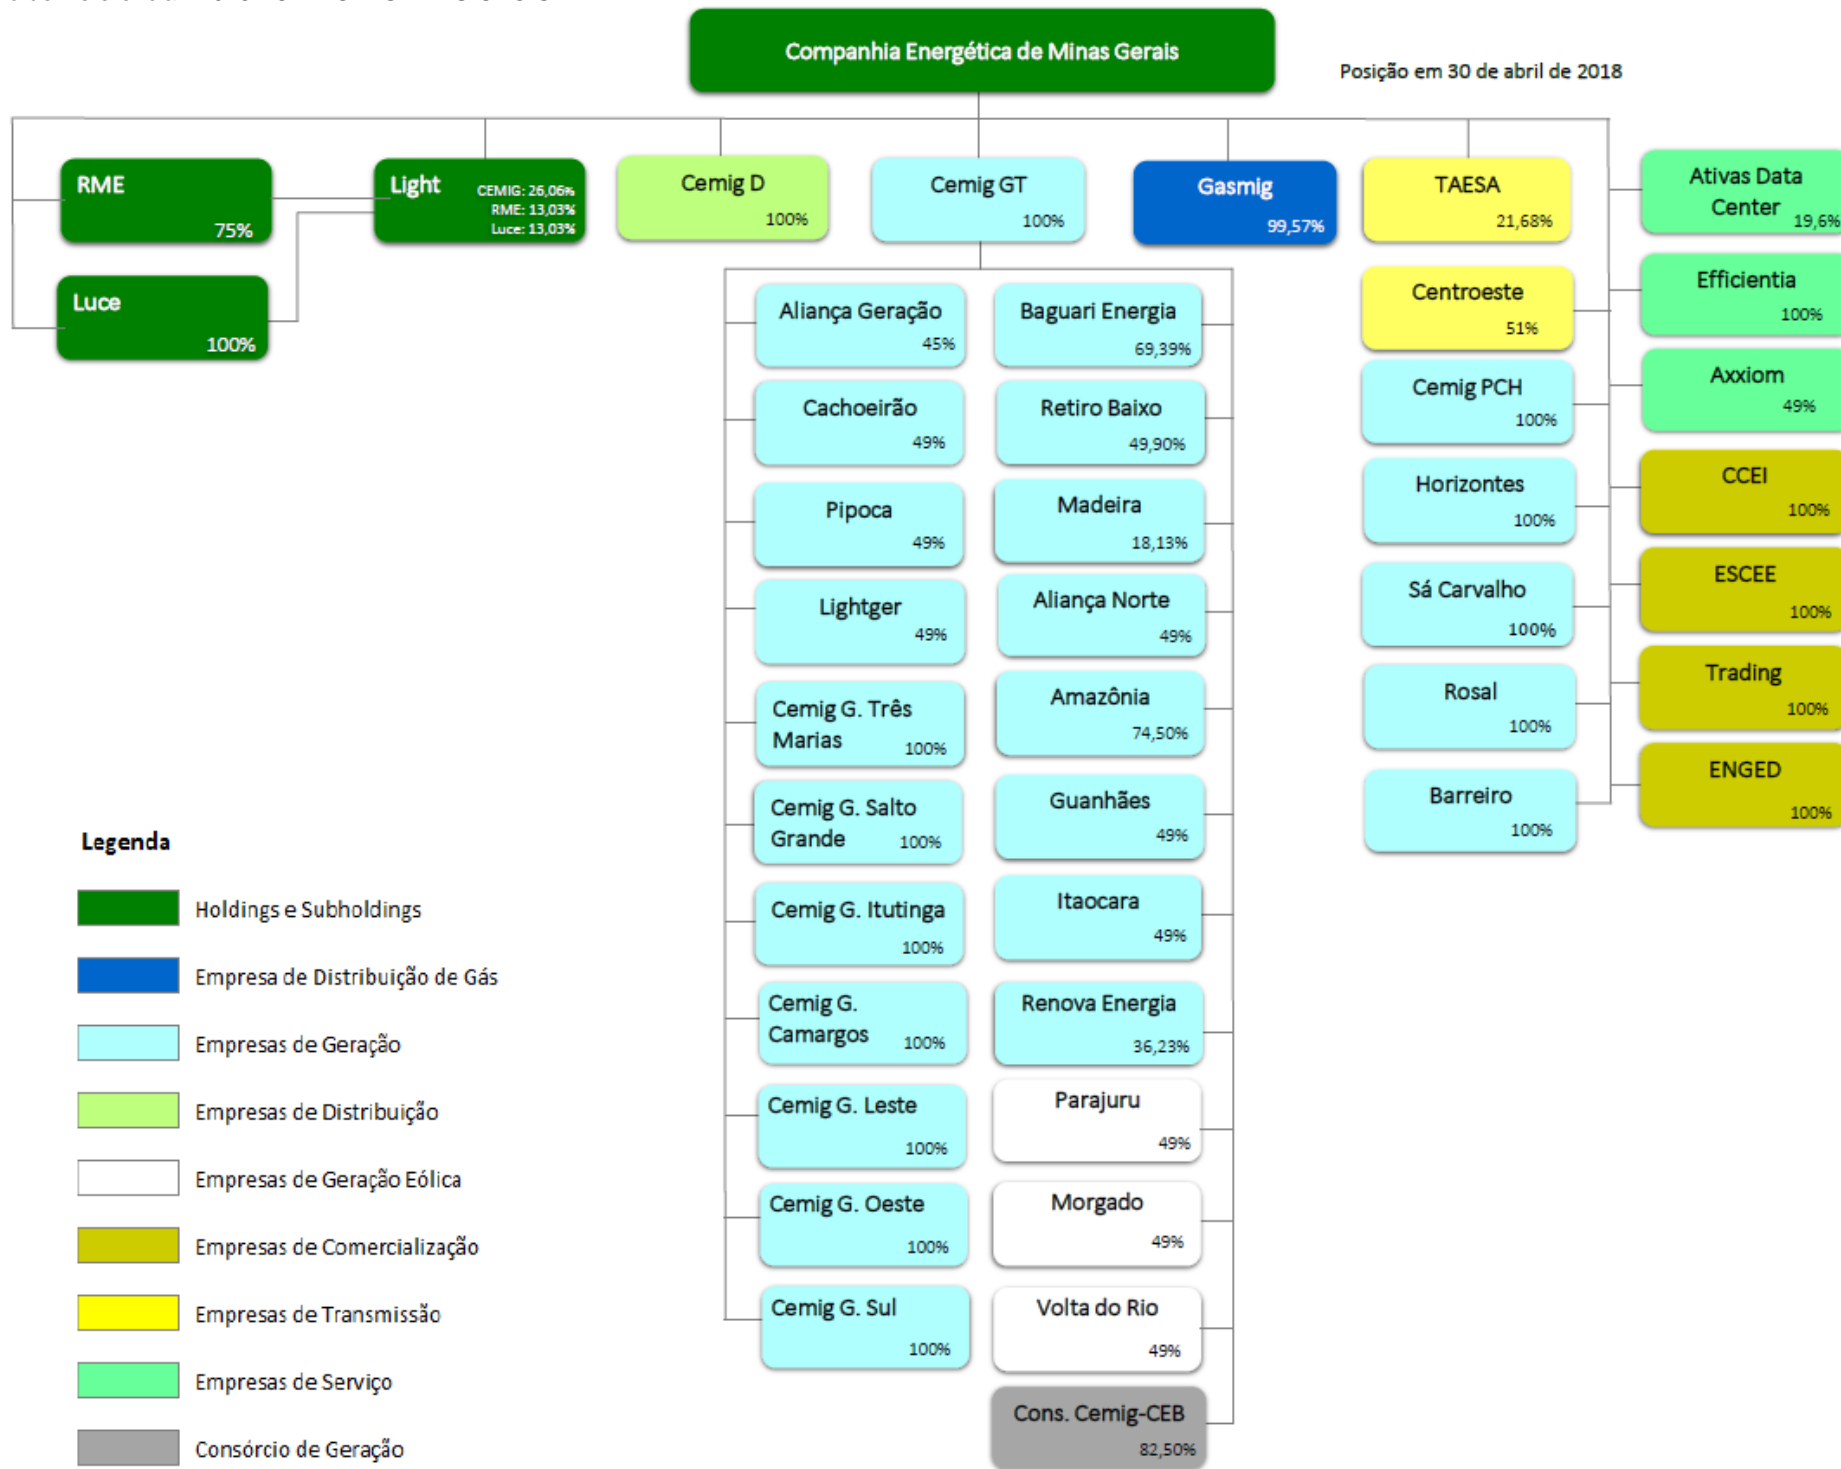 Companhia Energética de Minas Gerais
Posição em 30 de abril de 2018
RME
75%
Light
CEMIG: 26,06%
RME: 13,03%
Luce: 13,03%
Cemig D
100%
Cemig GT
100%
Gasmig
99,57%
TAESA
21,68%
Ativas Data
Center
19,6%
Luce
100%
Centroeste
51%
Efficientia
100%
Cemig PCH
100%
Axxiom
49%
Horizontes
100%
CCEI
100%
Sá Carvalho
100%
ESCEE
100%
Rosal
100%
Trading
100%
Barreiro
100%
ENGED
100%
Aliança Geração
45%
Baguari Energia
69,39%
Cachoeirão
49%
Retiro Baixo
49,90%
Pipoca
49%
Madeira
18,13%
Lightger
49%
Aliança Norte
49%
Cemig G. Três
Marias
100%
Amazônia
74,50%
Cemig G. Salto
Grande
100%
Guanhães
49%
Cemig G. Itutinga
100%
Itaocara
49%
Cemig G.
Camargos
100%
Renova Energia
36,23%
Cemig G. Leste
100%
Parajuru
49%
Cemig G. Oeste
100%
Morgado
49%
Cemig G. Sul
100%
Volta do Rio
49%
Cons. Cemig-CEB
82,50%
Legenda
Holdings e Subholdings
Empresa de Distribuição de Gás
Empresas de Geração
Empresas de Distribuição
Empresas de Geração Eólica
Empresas de Comercialização
Empresas de Transmissão
Empresas de Serviço
Consórcio de Geração